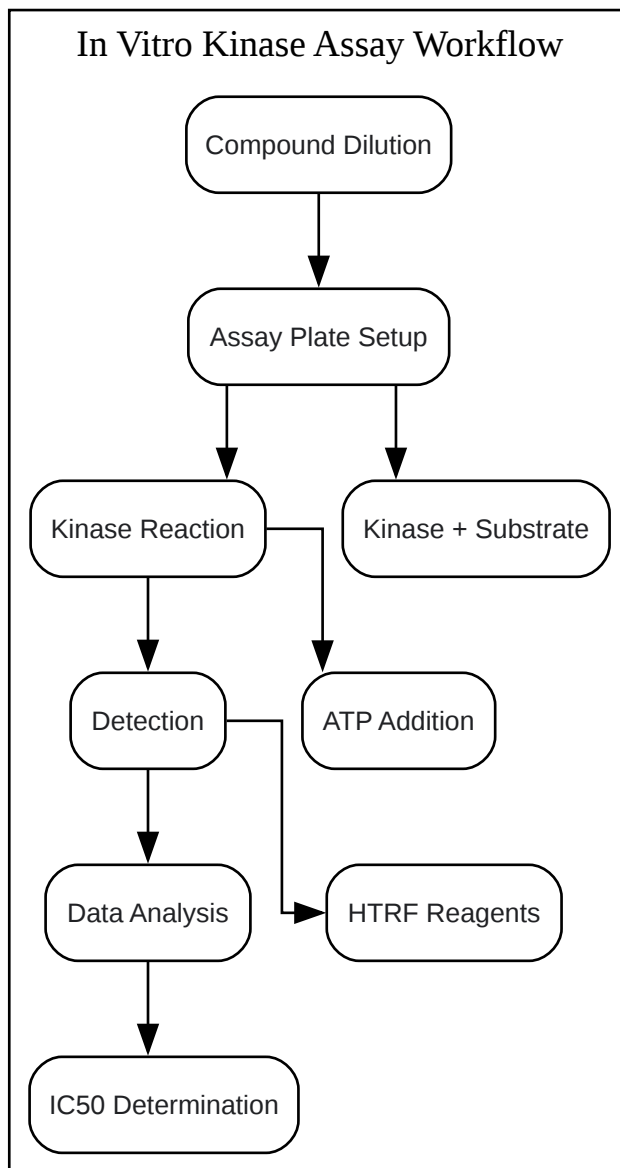 In Vitro Kinase Assay Workflow
Compound Dilution
Assay Plate Setup
Kinase Reaction
Kinase + Substrate
Detection
ATP Addition
Data Analysis
HTRF Reagents
IC50 Determination